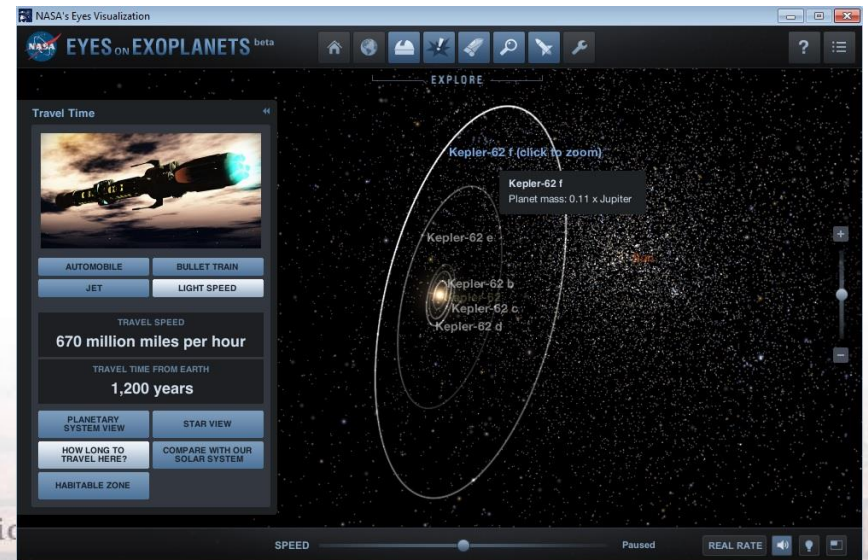 NASA's Eyes Visualization
NASA EYES ON EXOPLANETS beta
?
EXPLORE
Travel Time
Kepler-62 f (click to zoom)
Kepler-62 f
Planet mass: 0.11 x Jupiter
Kepler-62 e
Sun
Kepler-62 b
Kepler-62
Kepler-62 c
Kepler-62 d
AUTOMOBILE
BULLET TRAIN
JET
LIGHT SPEED
TRAVEL SPEED
670 million miles per hour
TRAVEL TIME FROM EARTH
1,200 years
PLANETARY
SYSTEM VIEW
STAR VIEW
HOW LONG TO
TRAVEL HERE?
COMPARE WITH OUR
SOLAR SYSTEM
HABITABLE ZONE
SPEED
Paused
REAL RATE